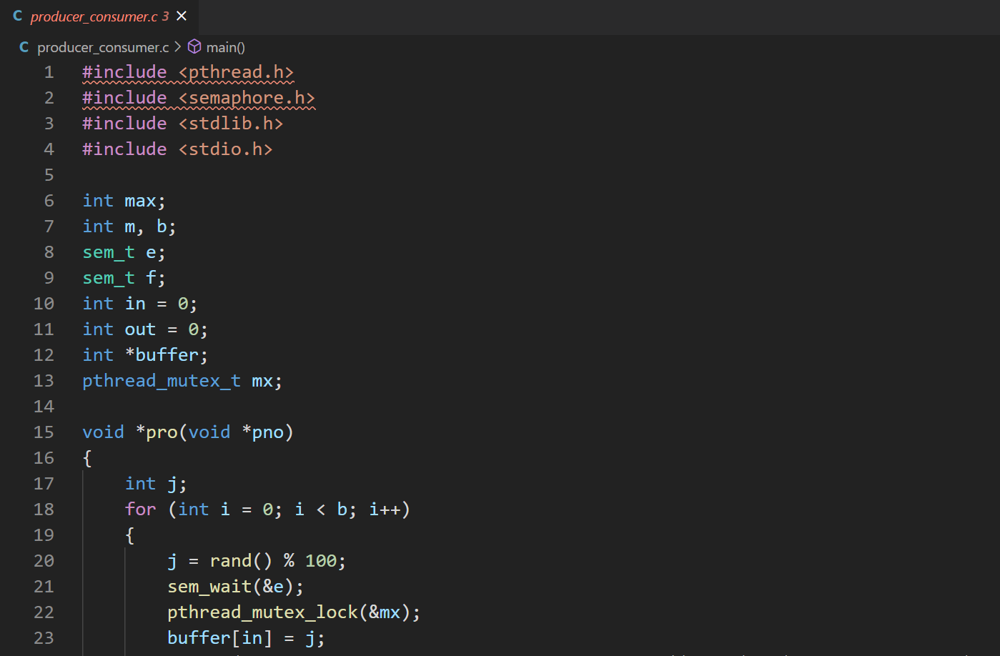 C producer_consumer.c 3 ×
C producer_consumer.c > main()
1 #include <pthread.h>
2 #include <semaphore.h>
3 #include <stdlib.h>
4 #include <stdio.h>
5
6 int max;
7 int m, b;
8 sem_t e;
9 sem_t f;
10 int in = 0;
11 int out = 0;
12 int *buffer;
13 pthread_mutex_t mx;
14
15 void *pro(void *pno)
16 {
17 int j;
18 for (int i = 0; i < b; i++)
19 {
20 j = rand() % 100;
21 sem_wait(&e);
22 pthread_mutex_lock(&mx);
23 buffer[in] = j;